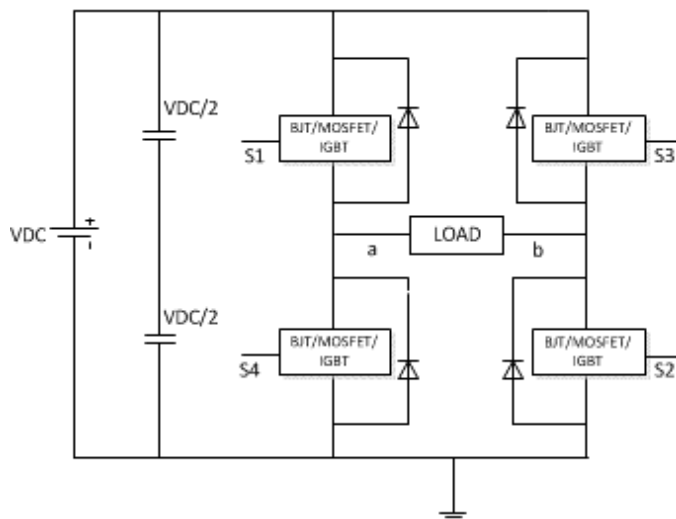 VDC/2
BJT/MOSFET/
IGBT
S1
BJT/MOSFET/
IGBT
S3
VDC
+
-
a
LOAD
b
VDC/2
BJT/MOSFET/
IGBT
S4
BJT/MOSFET/
IGBT
S2